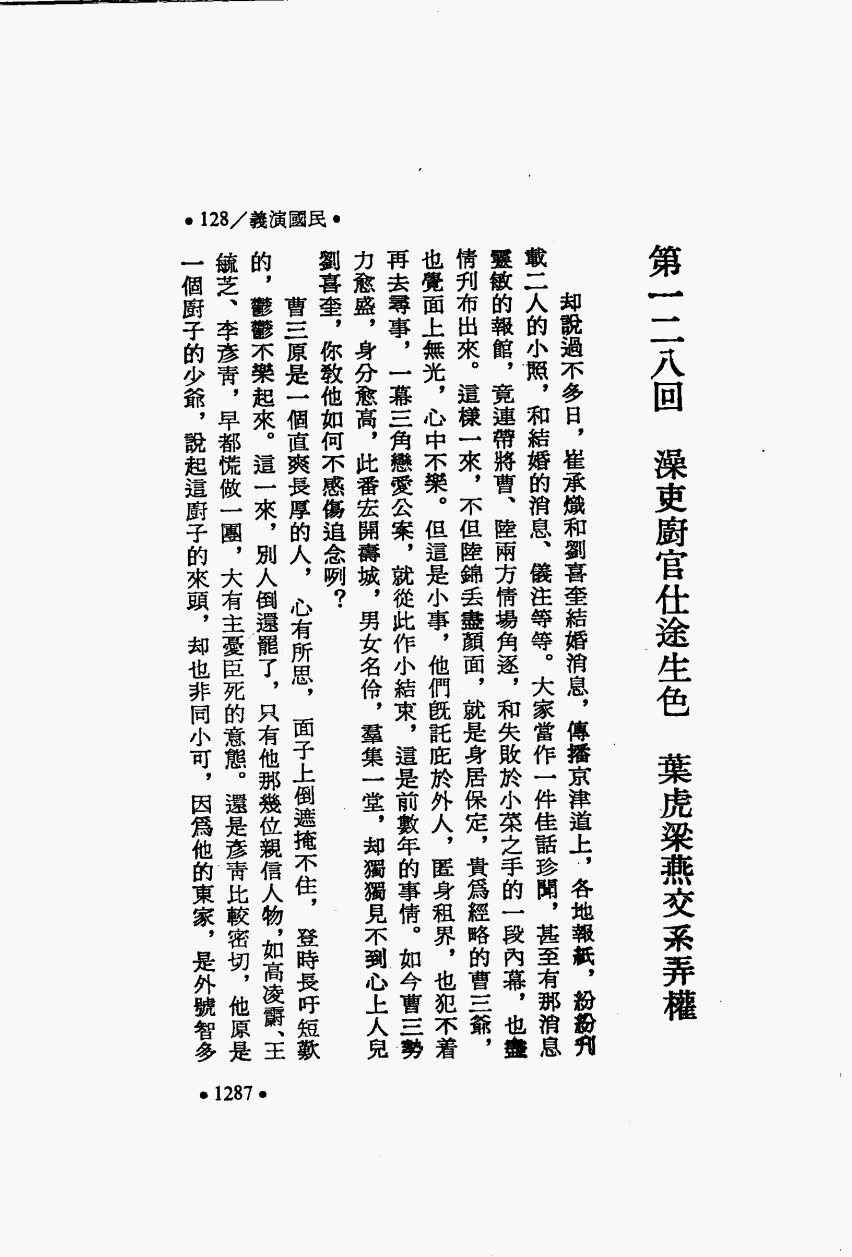 •128/義演國民•
第一二八回　澡吏廚官仕途生色　葉虎梁燕交系弄權
却說過不多日，崔承熾和劉喜奎結婚消息，傳播京津道上，各地報紙，紛紛刊
載二人的小照，和結婚的消息、儀注等等。大家當作一件佳話珍聞，甚至有那消息
靈敏的報館，竟連帶將曹、陸兩方情場角逐，和失敗於小菜之手的一段內幕，也盡
情刊布出來。這樣一來，不但陸錦丢盡顏面，就是身居保定，貴爲經略的曹三爺，
也覺面上無光，心中不樂。但這是小事，他們旣託庇於外人，匿身租界，也犯不着
再去尋事，一幕三角戀愛公案，就從此作小結束，這是前數年的事情。如今曹三勢
力愈盛，身分愈高，此番宏開壽城，男女名伶，羣集一堂，却獨獨見不到心上人兒
劉喜奎，你敎他如何不感傷追念咧？
曹三原是一個直爽長厚的人，心有所思，面子上倒遮掩不住，登時長吁短歎
的，鬱鬱不樂起來。這一來，別人倒還罷了，只有他那幾位親信人物，如高凌霨、王
毓芝、李彥靑，早都慌做一團，大有主憂臣死的意態。還是彥靑比較密切，他原是
一個廚子的少爺，說起這廚子的來頭，却也非同小可，因爲他的東家，是外號智多
•1287•